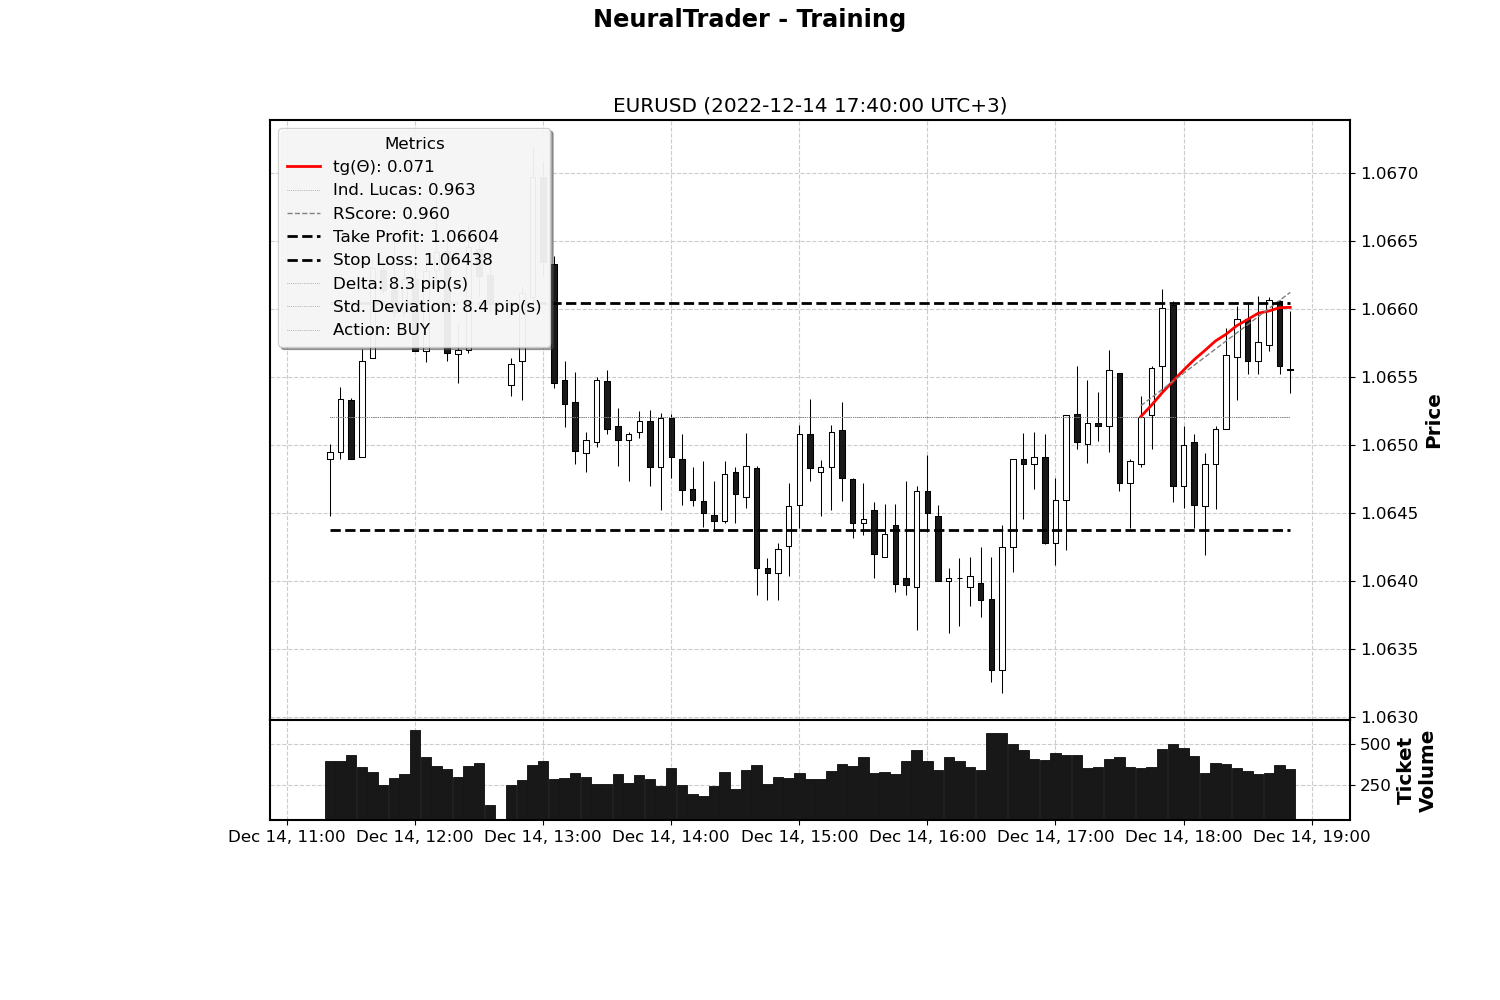 NeuralTrader - Training
EURUSD (2022-12-14 17:40:00 UTC+3)
Metrics
tg(Θ): 0.071
Ind. Lucas: 0.963
RScore: 0.960
Take Profit: 1.06604
Stop Loss: 1.06438
Delta: 8.3 pip(s)
Std. Deviation: 8.4 pip(s)
Action: BUY
1.0670
1.0665
1.0660
1.0655
1.0650
1.0645
1.0640
1.0635
1.0630
Price
500
250
Ticket
Volume
Dec 14, 11:00 Dec 14, 12:00 Dec 14, 13:00 Dec 14, 14:00 Dec 14, 15:00 Dec 14, 16:00 Dec 14, 17:00 Dec 14, 18:00 Dec 14, 19:00